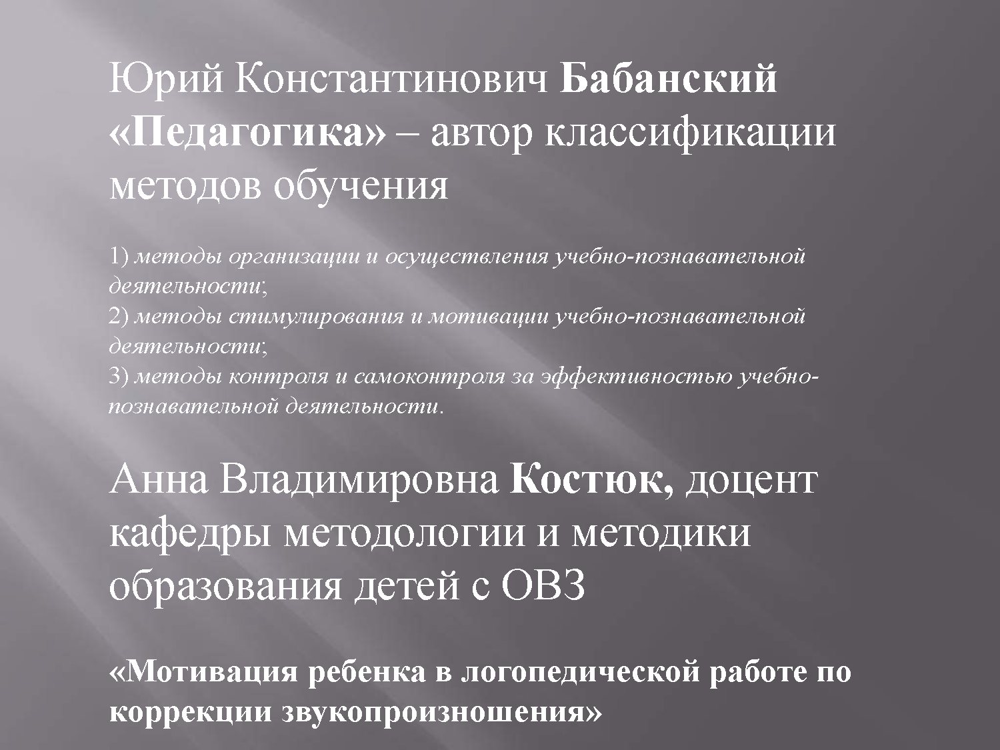 Юрий Константинович Бабанский
«Педагогика» – автор классификации
методов обучения
1) методы организации и осуществления учебно-познавательной
деятельности;
2) методы стимулирования и мотивации учебно-познавательной
деятельности;
3) методы контроля и самоконтроля за эффективностью учебно-
познавательной деятельности.
Анна Владимировна Костюк, доцент
кафедры методологии и методики
образования детей с ОВЗ
«Мотивация ребенка в логопедической работе по
коррекции звукопроизношения»